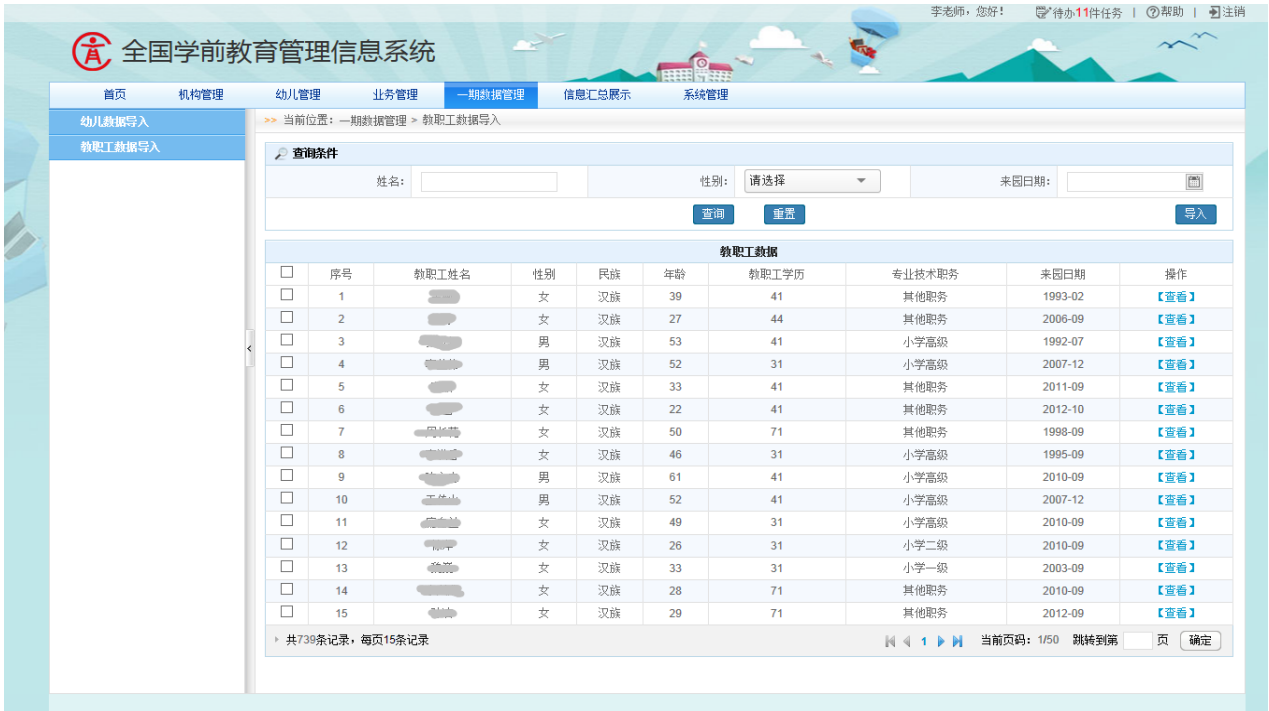 李老师，您好! 待办11件任务 | 帮助 | 注销
全国学前教育管理信息系统
首页 机构管理 幼儿管理 业务管理 一期数据管理 信息汇总展示 系统管理
幼儿数据导入
教职工数据导入
>> 当前位置：一期数据管理 > 教职工数据导入
查询条件
姓名： 性别： 请选择 来园日期：
查询 重置 导入
教职工数据
序号 教职工姓名 性别 民族 年龄 教职工学历 专业技术职务 来园日期 操作
1 女 汉族 39 41 其他职务 1993-02 【查看】
2 女 汉族 27 44 其他职务 2006-09 【查看】
3 男 汉族 53 41 小学高级 1992-07 【查看】
4 男 汉族 52 31 小学高级 2007-12 【查看】
5 女 汉族 33 41 其他职务 2011-09 【查看】
6 女 汉族 22 41 其他职务 2012-10 【查看】
7 女 汉族 50 71 其他职务 1998-09 【查看】
8 女 汉族 46 31 小学高级 1995-09 【查看】
9 男 汉族 61 41 小学高级 2010-09 【查看】
10 男 汉族 52 41 小学高级 2007-12 【查看】
11 女 汉族 49 31 小学高级 2010-09 【查看】
12 女 汉族 26 31 小学二级 2010-09 【查看】
13 女 汉族 33 31 小学一级 2003-09 【查看】
14 女 汉族 28 71 其他职务 2010-09 【查看】
15 女 汉族 29 71 其他职务 2012-09 【查看】
共739条记录，每页15条记录 1 当前页码：1/50 跳转到第 页 确定